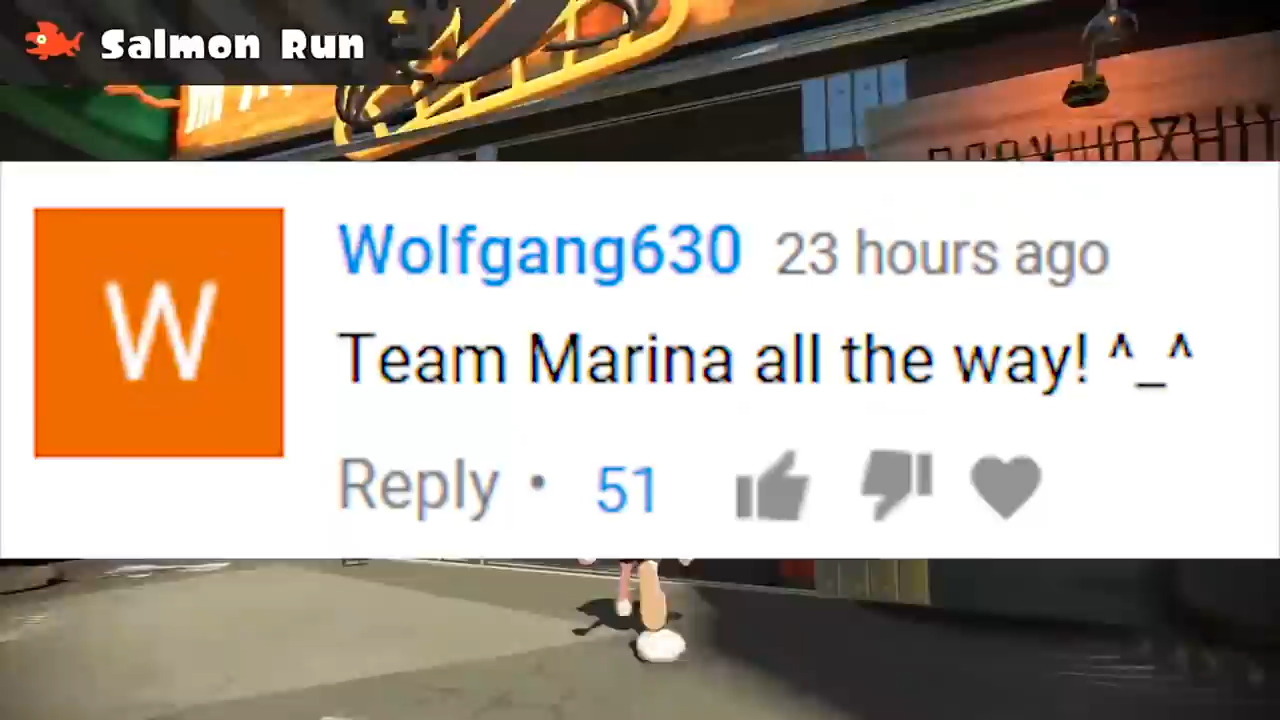 Salmon Run
W
Wolfgang630 23 hours ago
Team Marina all the way! ^_^
Reply • 51